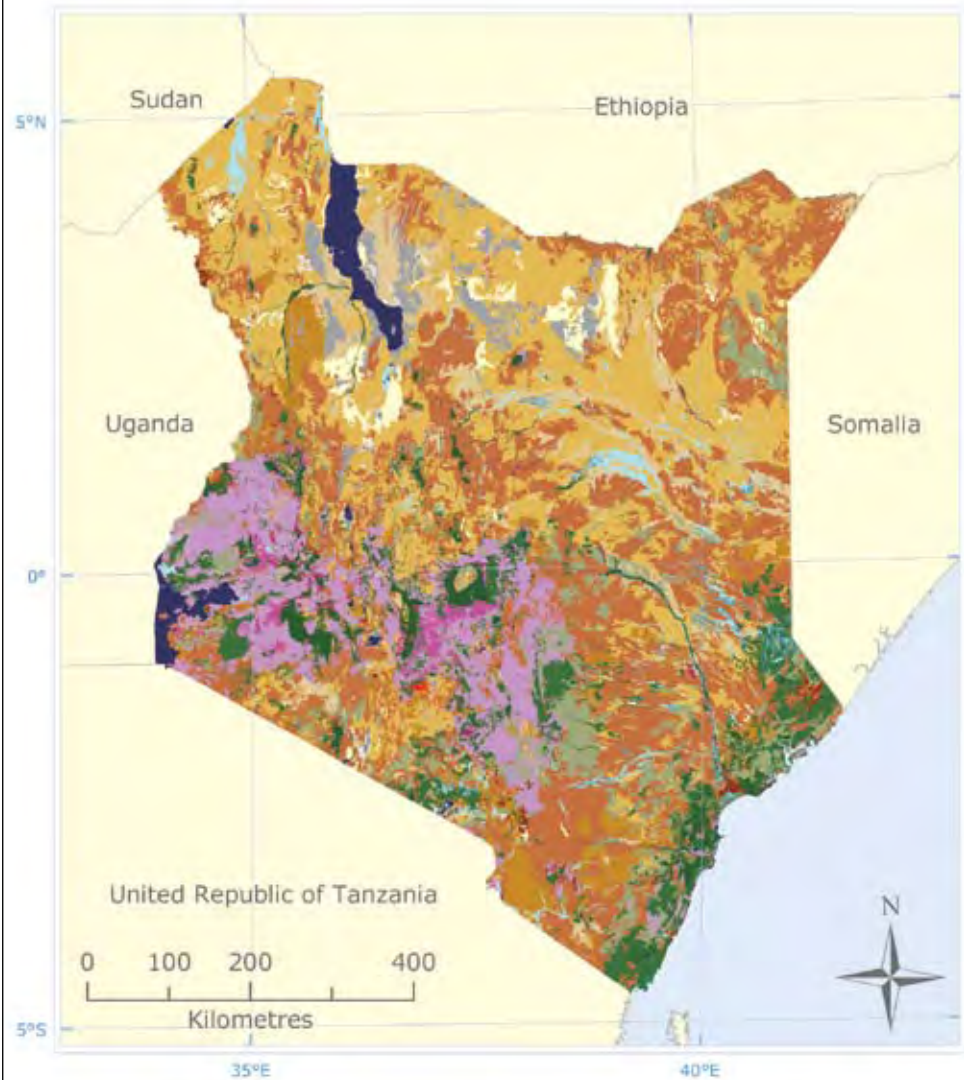 Sudan
Ethiopia
5°N
Uganda
Somalia
0°
United Republic of Tanzania
N
0 100 200 400
Kilometres
5°S
35°E 40°E